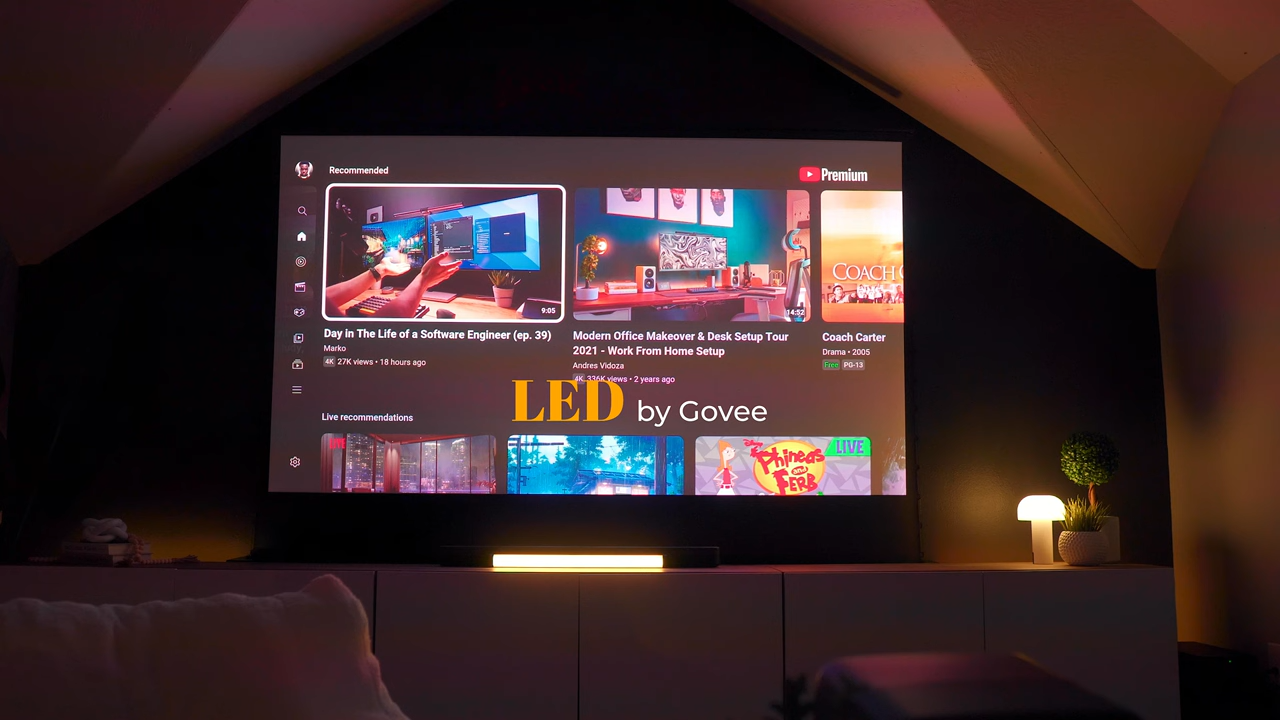 Recommended
Premium
9:05
14:52
COACH C
Day in The Life of a Software Engineer (ep. 39)
Marko
4K 27K views • 18 hours ago
Modern Office Makeover & Desk Setup Tour
2021 - Work From Home Setup
Andres Vidoza
4K 336K views • 2 years ago
Coach Carter
Drama • 2005
Free PG-13
LED by Govee
Live recommendations
LIVE
Phineas
and
Ferb
LIVE